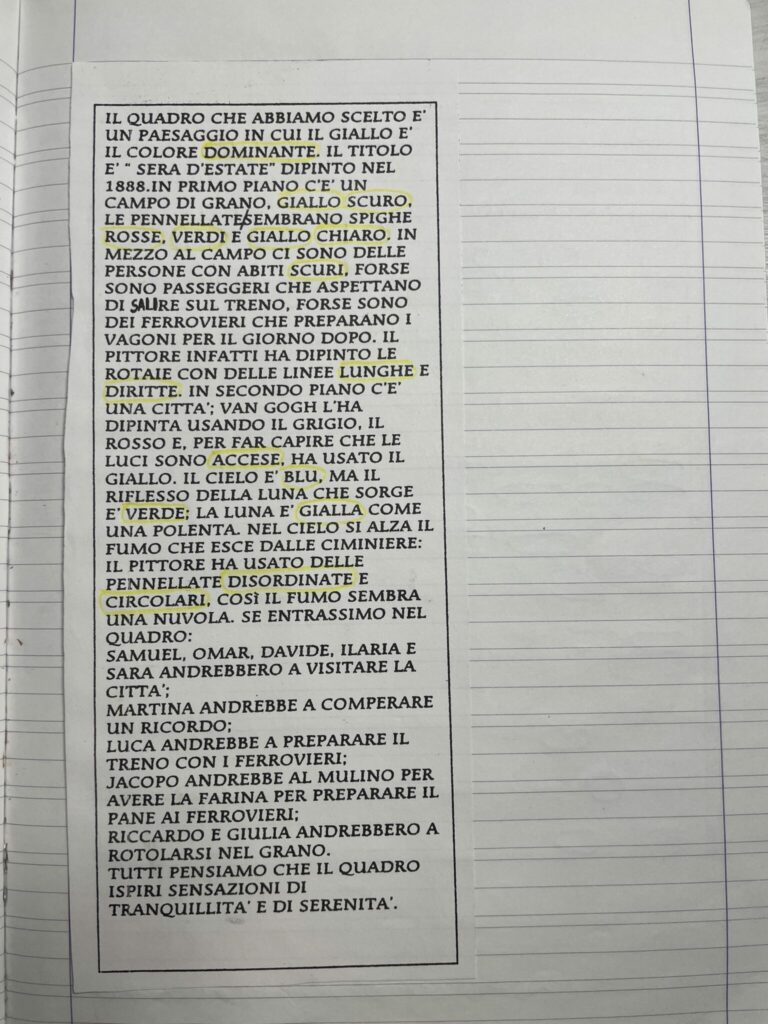 IL QUADRO CHE ABBIAMO SCELTO E'
UN PAESAGGIO IN CUI IL GIALLO E'
IL COLORE DOMINANTE. IL TITOLO
E' " SERA D'ESTATE" DIPINTO NEL
1888.IN PRIMO PIANO C'E' UN
CAMPO DI GRANO, GIALLO SCURO,
LE PENNELLATE/SEMBRANO SPIGHE
ROSSE, VERDI E GIALLO CHIARO. IN
MEZZO AL CAMPO CI SONO DELLE
PERSONE CON ABITI SCURI, FORSE
SONO PASSEGGERI CHE ASPETTANO
DI SALIRE SUL TRENO, FORSE SONO
DEI FERROVIERI CHE PREPARANO I
VAGONI PER IL GIORNO DOPO. IL
PITTORE INFATTI HA DIPINTO LE
ROTAIE CON DELLE LINEE LUNGHE E
DIRITTE. IN SECONDO PIANO C'E'
UNA CITTA'; VAN GOGH L'HA
DIPINTA USANDO IL GRIGIO, IL
ROSSO E, PER FAR CAPIRE CHE LE
LUCI SONO ACCESE, HA USATO IL
GIALLO. IL CIELO E' BLU, MA IL
RIFLESSO DELLA LUNA CHE SORGE
E' VERDE; LA LUNA E' GIALLA COME
UNA POLENTA. NEL CIELO SI ALZA IL
FUMO CHE ESCE DALLE CIMINIERE:
IL PITTORE HA USATO DELLE
PENNELLATE DISORDINATE E
CIRCOLARI, COSÌ IL FUMO SEMBRA
UNA NUVOLA. SE ENTRASSIMO NEL
QUADRO:
SAMUEL, OMAR, DAVIDE, ILARIA E
SARA ANDREBBERO A VISITARE LA
CITTA';
MARTINA ANDREBBE A COMPERARE
UN RICORDO;
LUCA ANDREBBE A PREPARARE IL
TRENO CON I FERROVIERI;
JACOPO ANDREBBE AL MULINO PER
AVERE LA FARINA PER PREPARARE IL
PANE AI FERROVIERI;
RICCARDO E GIULIA ANDREBBERO A
ROTOLARSI NEL GRANO.
TUTTI PENSIAMO CHE IL QUADRO
ISPIRI SENSAZIONI DI
TRANQUILLITA' E DI SERENITA'.